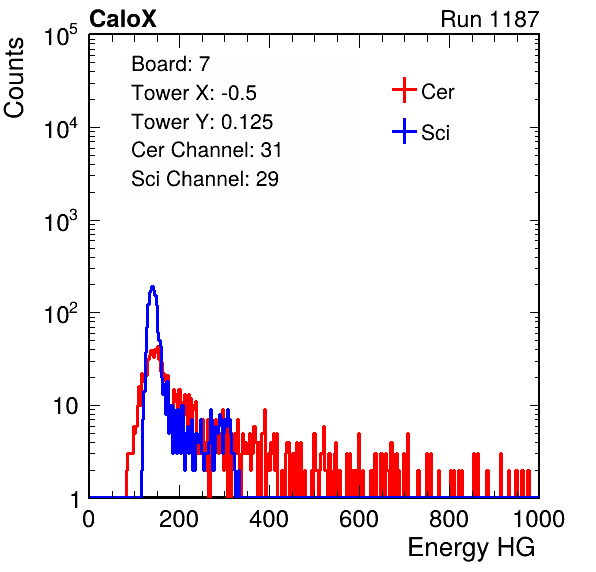 CaloX Run 1187
Counts
Board: 7
Tower X: -0.5
Tower Y: 0.125
Cer Channel: 31
Sci Channel: 29
Cer
Sci
10^5
10^4
10^3
10^2
10
1
0 200 400 600 800 1000
Energy HG